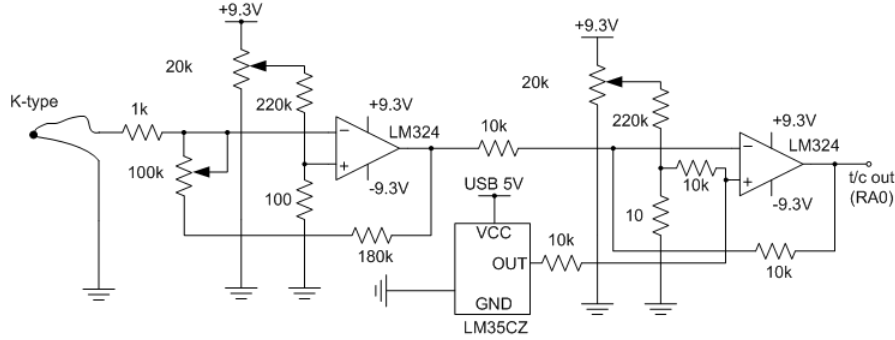 +9.3V
20k
K-type
1k
220k
+9.3V
LM324
−
+
100k
100
-9.3V
180k
10k
USB 5V
VCC
OUT
GND
LM35CZ
10k
+9.3V
20k
220k
+9.3V
LM324
−
+
10k
-9.3V
10
10k
t/c out
(RA0)